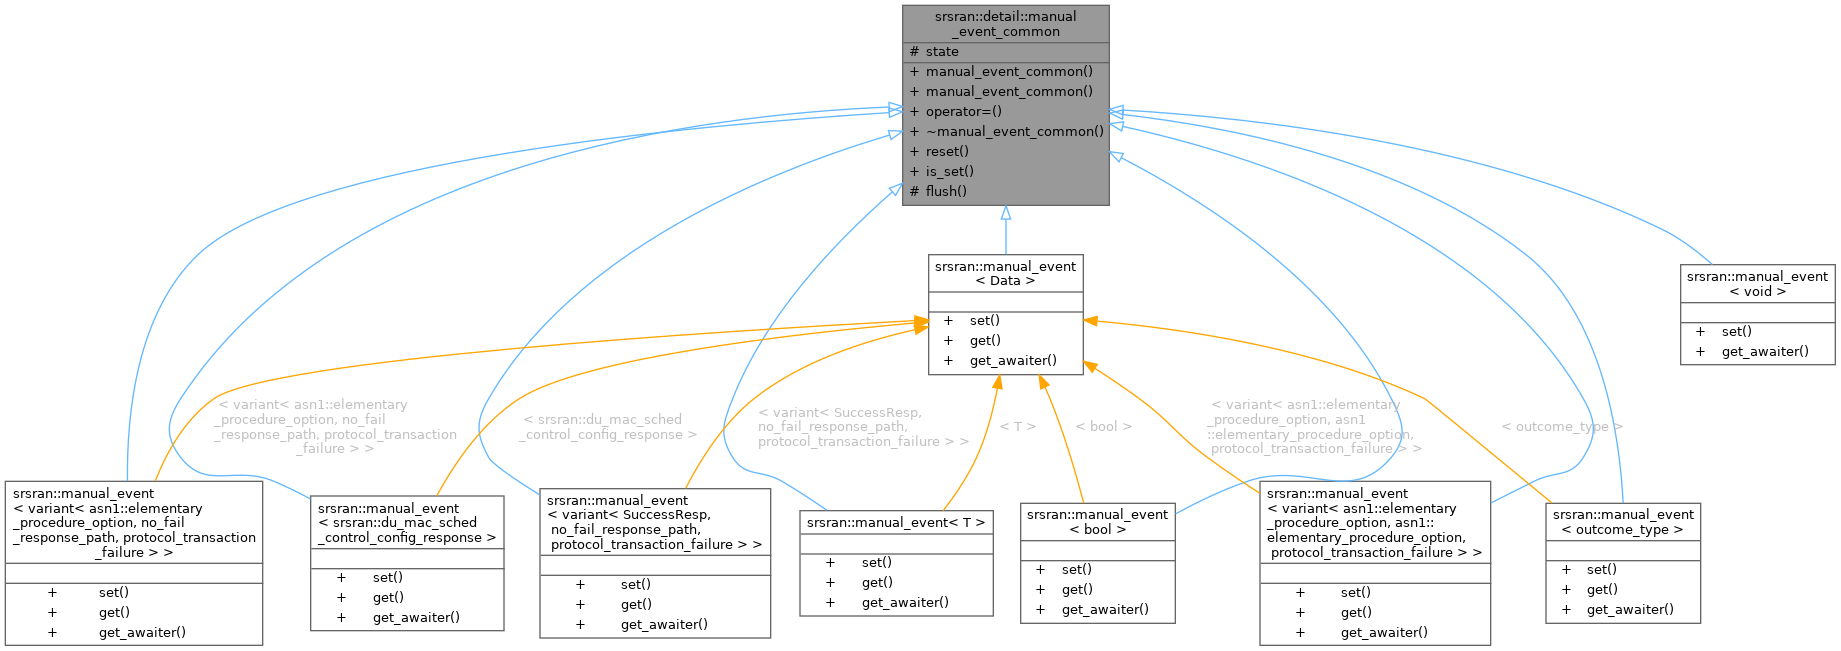 srsran::detail::manual
_event_common
# state
+ manual_event_common()
+ manual_event_common()
+ operator=()
+ ~manual_event_common()
+ reset()
+ is_set()
# flush()
srsran::manual_event
< Data >
+ set()
+ get()
+ get_awaiter()
srsran::manual_event
< void >
+ set()
+ get_awaiter()
< variant< asn1::elementary
_procedure_option, no_fail
_response_path, protocol_transaction
_failure > >
< srsran::du_mac_sched
_control_config_response >
< variant< SuccessResp,
no_fail_response_path,
protocol_transaction_failure > >
< T >
< bool >
< variant< asn1::elementary
_procedure_option, asn1
::elementary_procedure_option,
protocol_transaction_failure > >
< outcome_type >
srsran::manual_event
< variant< asn1::elementary
_procedure_option, no_fail
_response_path, protocol_transaction
_failure > >
+ set()
+ get()
+ get_awaiter()
srsran::manual_event
< srsran::du_mac_sched
_control_config_response >
+ set()
+ get()
+ get_awaiter()
srsran::manual_event
< variant< SuccessResp,
no_fail_response_path,
protocol_transaction_failure > >
+ set()
+ get()
+ get_awaiter()
srsran::manual_event< T >
+ set()
+ get()
+ get_awaiter()
srsran::manual_event
< bool >
+ set()
+ get()
+ get_awaiter()
srsran::manual_event
< variant< asn1::elementary
_procedure_option, asn1::
elementary_procedure_option,
protocol_transaction_failure > >
+ set()
+ get()
+ get_awaiter()
srsran::manual_event
< outcome_type >
+ set()
+ get()
+ get_awaiter()